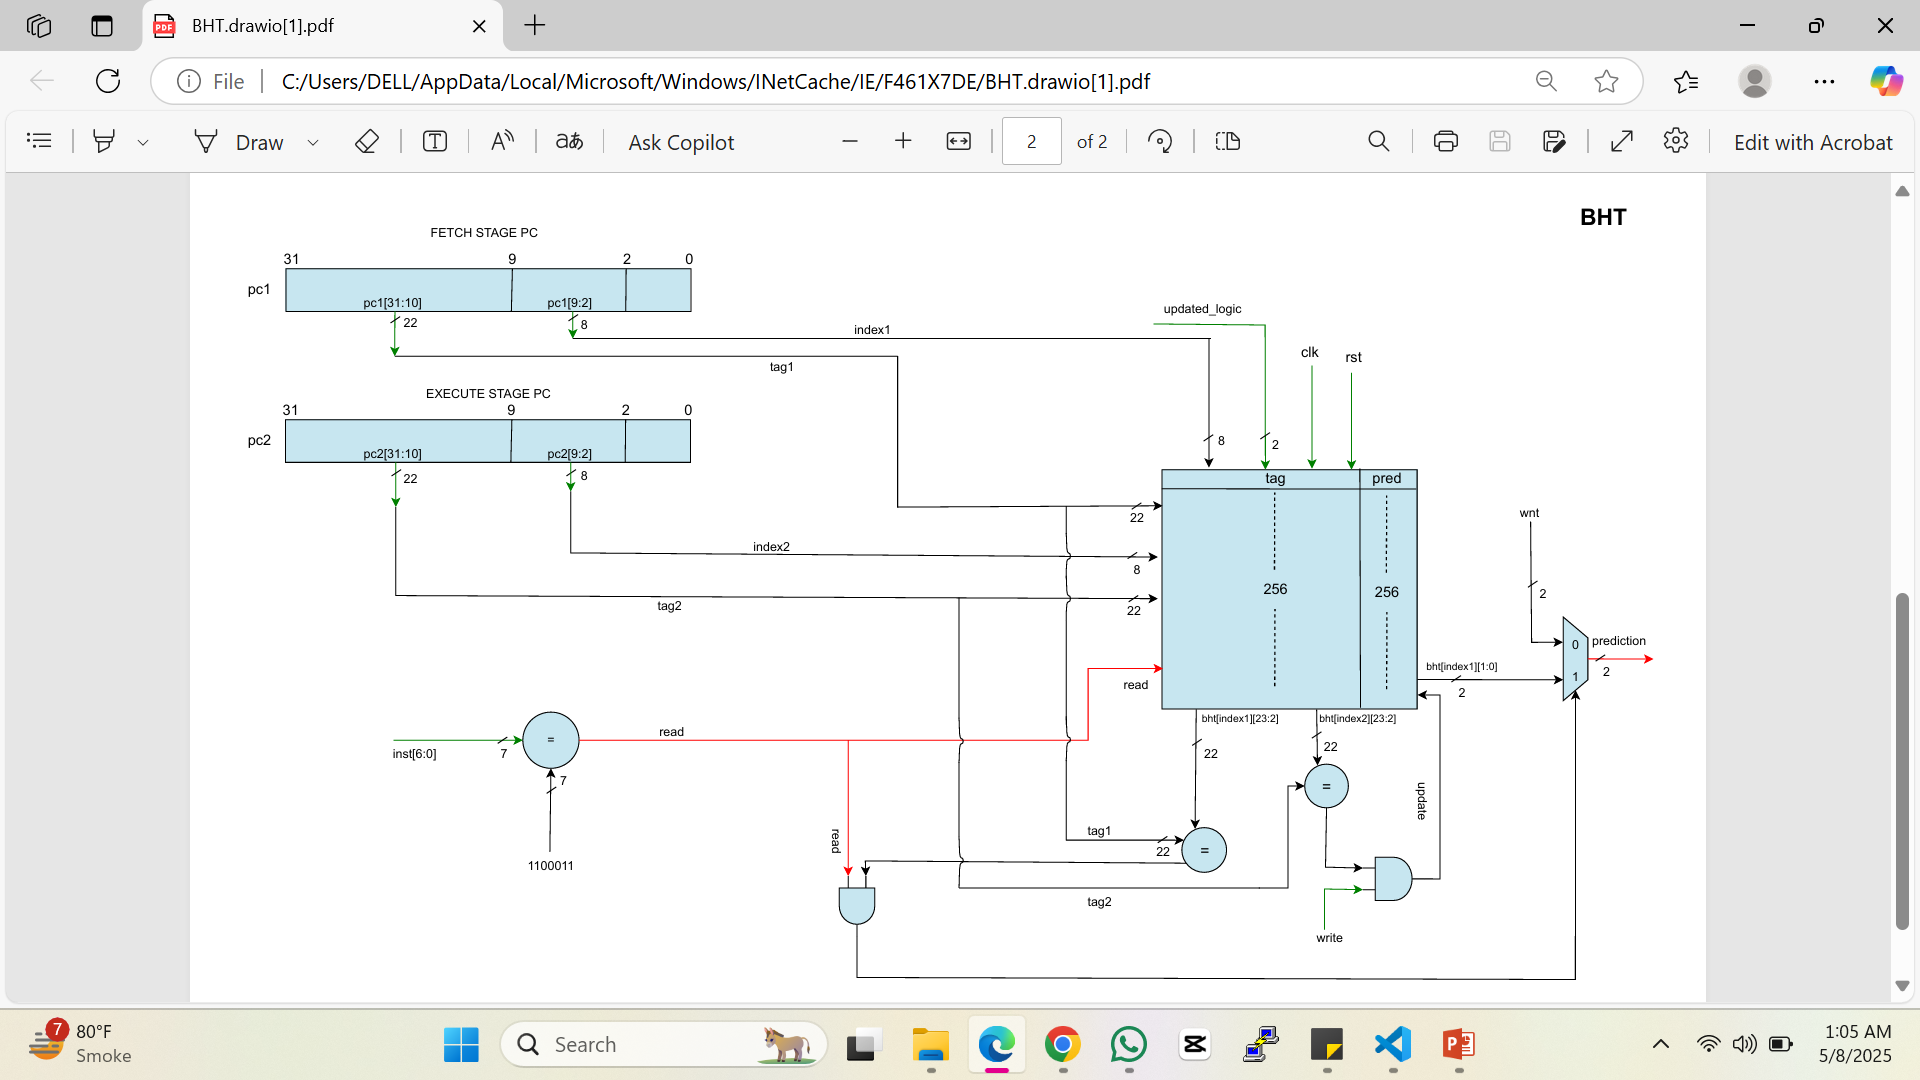 BHT.drawio[1].pdf
File
C:/Users/DELL/AppData/Local/Microsoft/Windows/INetCache/IE/F461X7DE/BHT.drawio[1].pdf
Draw
aあ
Ask Copilot
2
of 2
Edit with Acrobat
BHT
FETCH STAGE PC
31 9 2 0
pc1
pc1[31:10] pc1[9:2]
22 8
index1
tag1
updated_logic
clk
rst
EXECUTE STAGE PC
31 9 2 0
pc2
pc2[31:10] pc2[9:2]
22 8
8 2
tag pred
22
wnt
index2
8
256 256
2
tag2
22
0 prediction
bht[index1][1:0]
1 2
2
read
bht[index1][23:2] bht[index2][23:2]
read
=
inst[6:0] 7
22
22
7
=
update
tag1
read
22
=
1100011
tag2
write
7
80°F
Smoke
Search
1:05 AM
5/8/2025